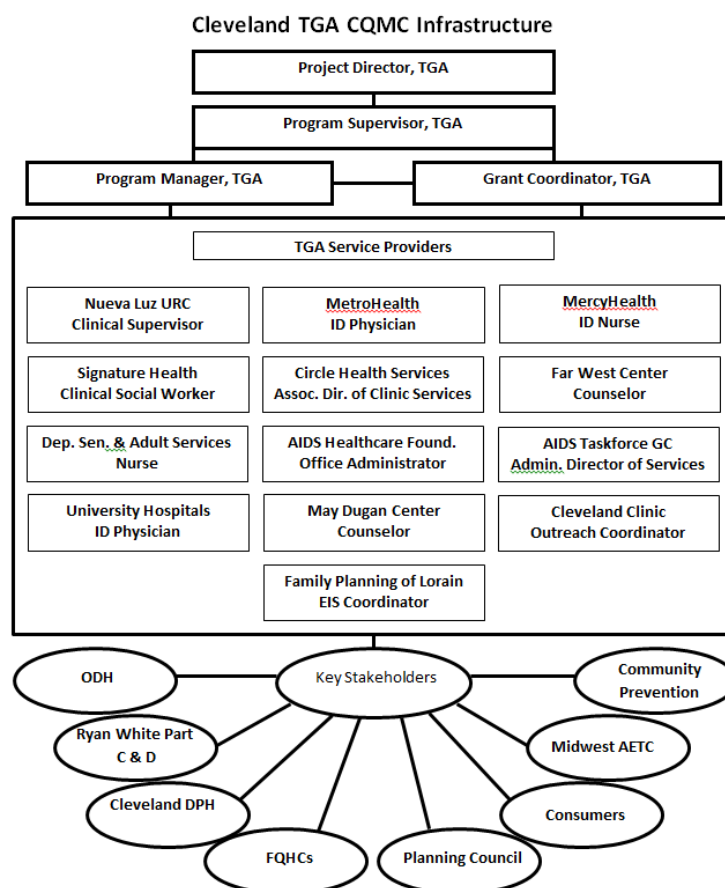 Cleveland TGA CQMC Infrastructure
Project Director, TGA
Program Supervisor, TGA
Program Manager, TGA
Grant Coordinator, TGA
TGA Service Providers
Nueva Luz URC
Clinical Supervisor
MetroHealth
ID Physician
MercyHealth
ID Nurse
Signature Health
Clinical Social Worker
Circle Health Services
Assoc. Dir. of Clinic Services
Far West Center
Counselor
Dep. Sen. & Adult Services
Nurse
AIDS Healthcare Found.
Office Administrator
AIDS Taskforce GC
Admin. Director of Services
University Hospitals
ID Physician
May Dugan Center
Counselor
Cleveland Clinic
Outreach Coordinator
Family Planning of Lorain
EIS Coordinator
ODH
Key Stakeholders
Community
Prevention
Ryan White Part
C & D
Midwest AETC
Cleveland DPH
Consumers
FQHCs
Planning Council